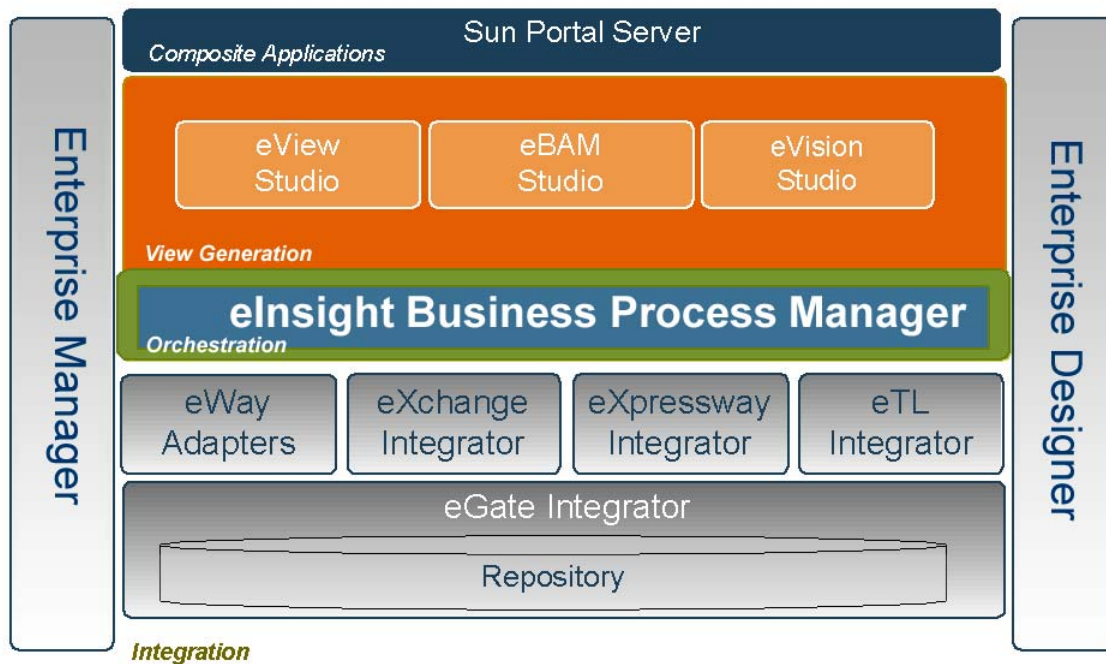 Sun Portal Server
Composite Applications
Enterprise Manager
Enterprise Designer
eView
Studio
eBAM
Studio
eVision
Studio
View Generation
eInsight Business Process Manager
Orchestration
eWay
Adapters
eXchange
Integrator
eXpressway
Integrator
eTL
Integrator
eGate Integrator
Repository
Integration